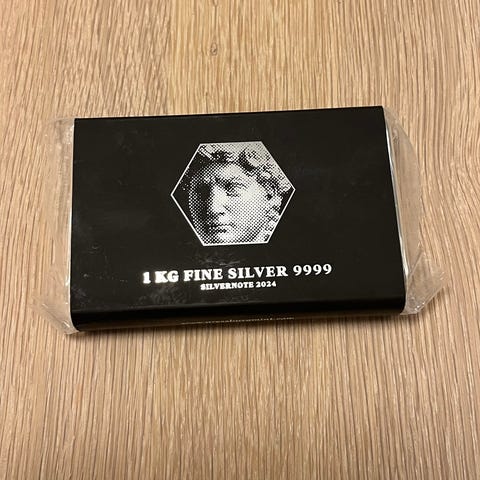 1 KG FINE SILVER 9999
SILVERNOTE 2024